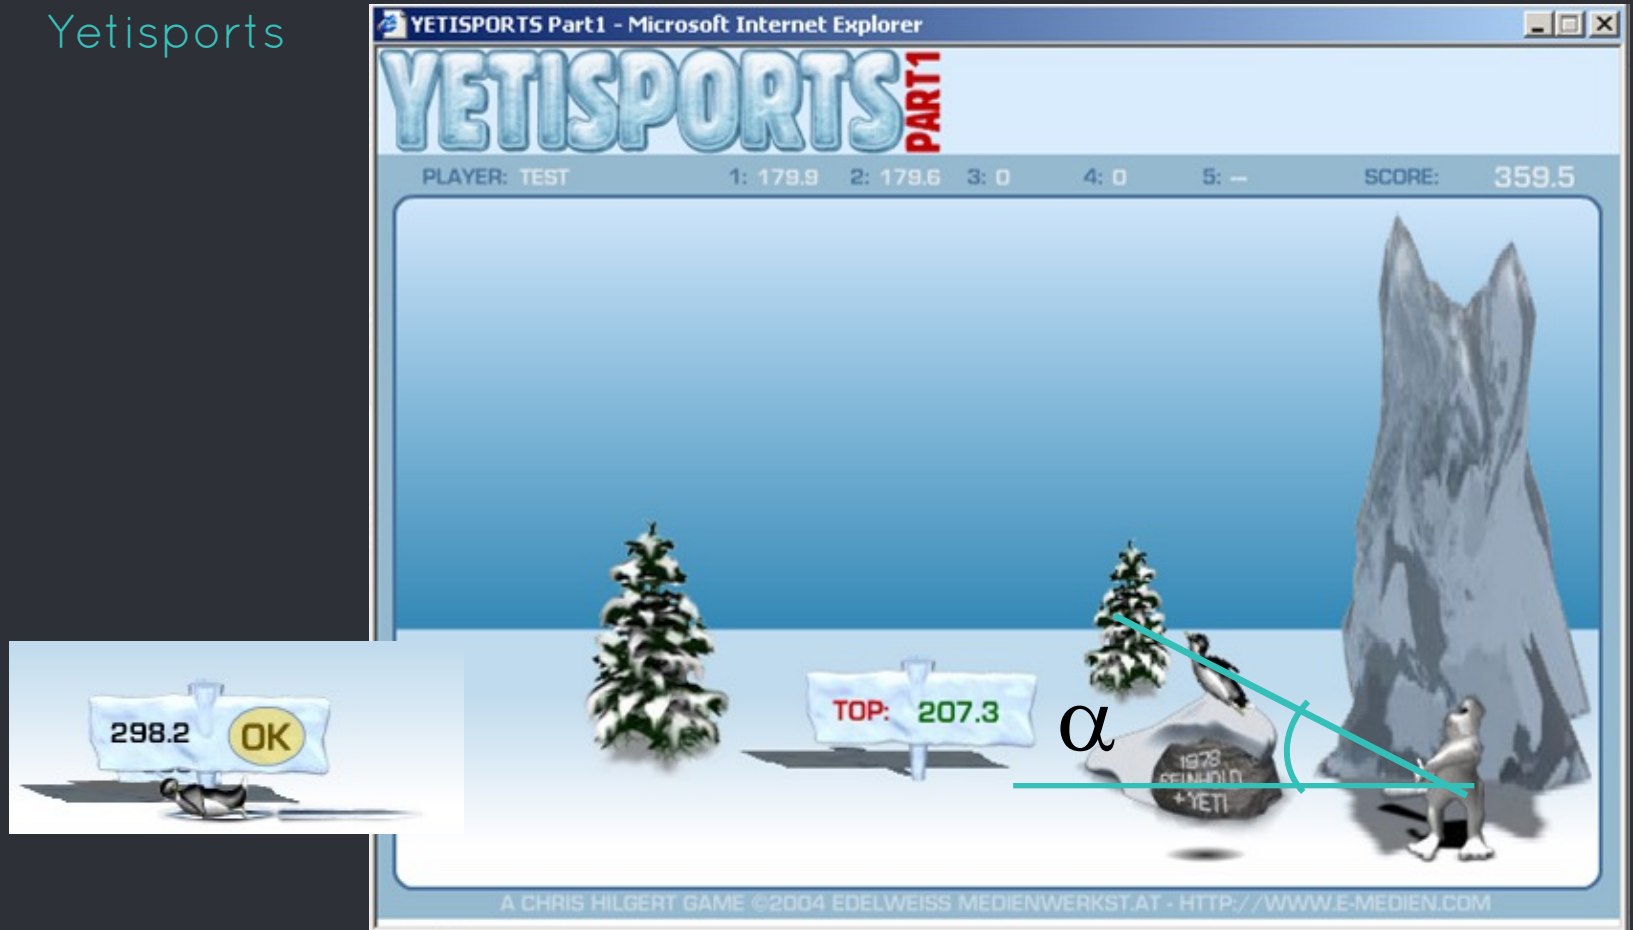 Yetisports
YETISPORTS Part1 - Microsoft Internet Explorer
YETISPORTS PART1
PLAYER: TEST 1: 179.9 2: 179.6 3: 0 4: 0 5: – SCORE: 359.5
TOP: 207.3
α
1978
REINHOLD
+YETI
298.2 OK
A CHRIS HILGERT GAME ©2004 EDELWEISS MEDIENWERKST.AT - HTTP://WWW.E-MEDIEN.COM